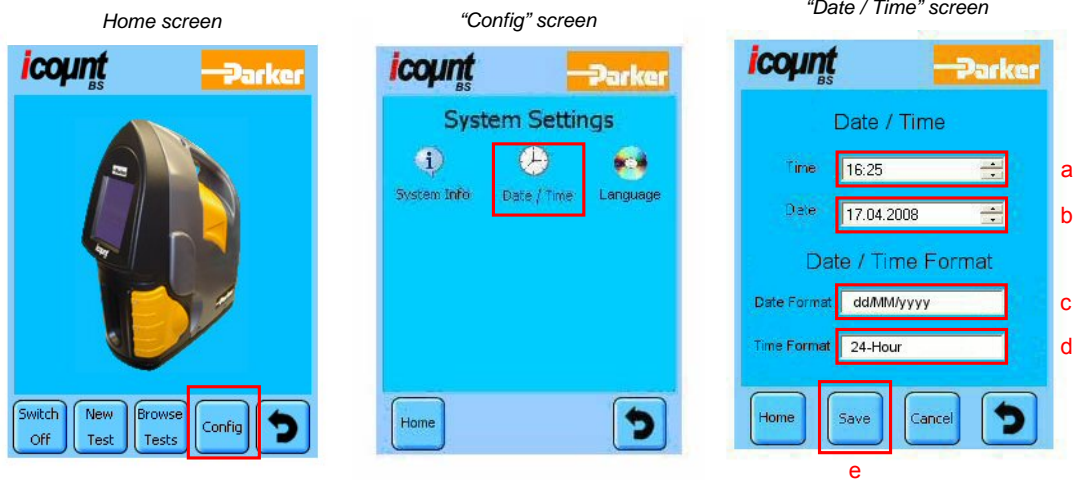 Home screen
icount
BS
Parker
Switch Off
New Test
Browse Tests
Config
"Config" screen
icount
BS
Parker
System Settings
System Info
Date / Time
Language
Home
"Date / Time" screen
icount
BS
Parker
Date / Time
Time 16:25 a
Date 17.04.2008 b
Date / Time Format
Date Format dd/MM/yyyy c
Time Format 24-Hour d
Home
Save
Cancel
e